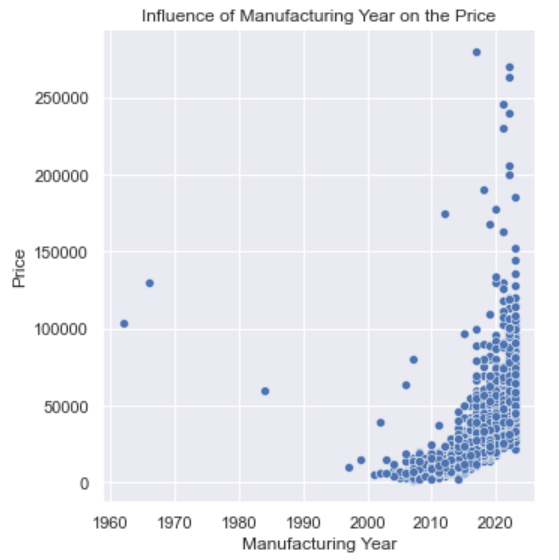 Influence of Manufacturing Year on the Price
250000
200000
150000
100000
50000
0
Price
1960 1970 1980 1990 2000 2010 2020
Manufacturing Year